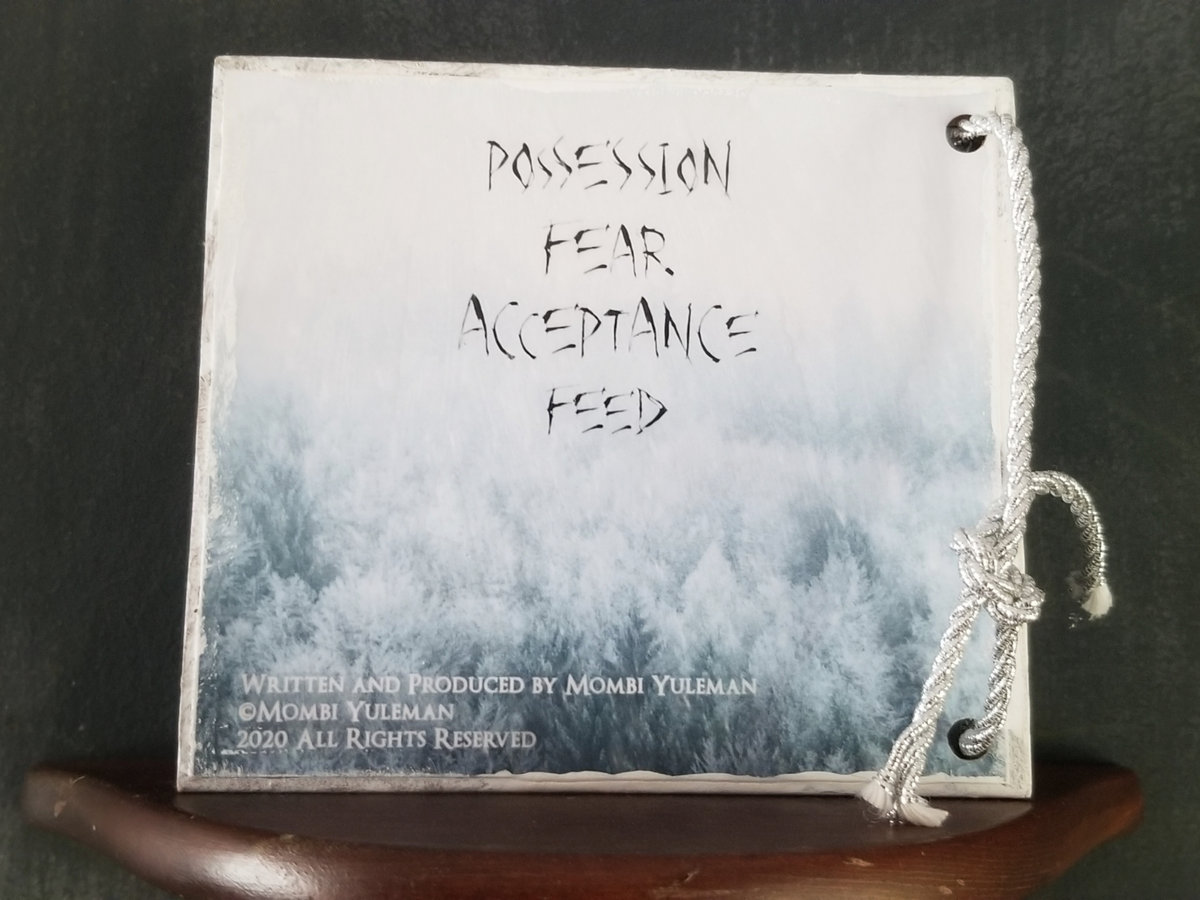 POSSESSION
FEAR
ACCEPTANCE
FEED
WRITTEN AND PRODUCED BY MOMBI YULEMAN
©MOMBI YULEMAN
2020 ALL RIGHTS RESERVED